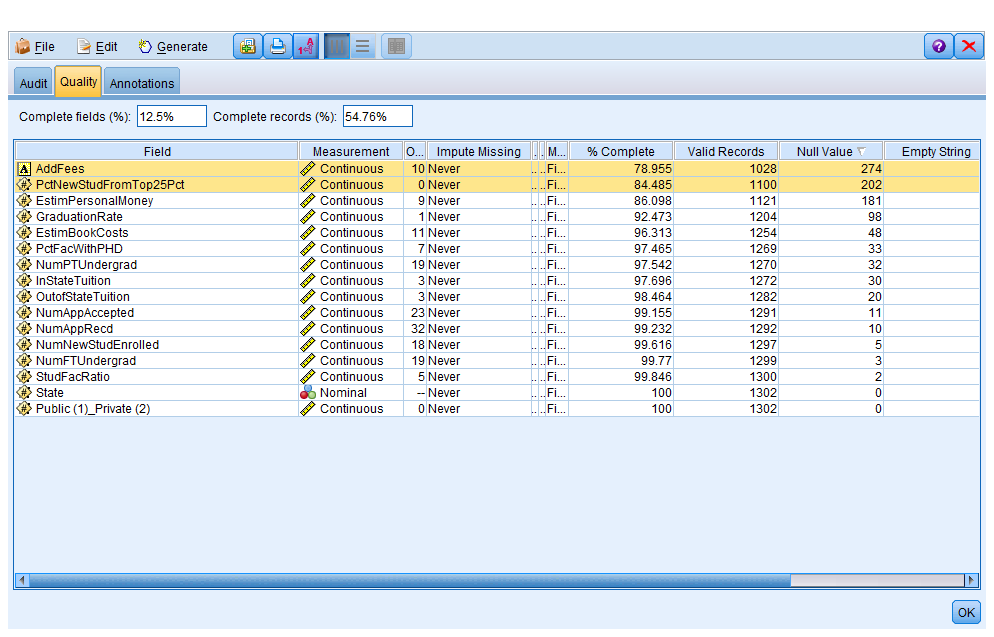 File Edit Generate
Audit Quality Annotations
Complete fields (%): 12.5% Complete records (%): 54.76%
Field Measurement O... Impute Missing ... ... M... % Complete Valid Records Null Value Empty String
A AddFees Continuous 10 Never ... ... Fi... 78.955 1028 274
# PctNewStudFromTop25Pct Continuous 0 Never ... ... Fi... 84.485 1100 202
# EstimPersonalMoney Continuous 9 Never ... ... Fi... 86.098 1121 181
# GraduationRate Continuous 1 Never ... ... Fi... 92.473 1204 98
# EstimBookCosts Continuous 11 Never ... ... Fi... 96.313 1254 48
# PctFacWithPHD Continuous 7 Never ... ... Fi... 97.465 1269 33
# NumPTUndergrad Continuous 19 Never ... ... Fi... 97.542 1270 32
# InStateTuition Continuous 3 Never ... ... Fi... 97.696 1272 30
# OutofStateTuition Continuous 3 Never ... ... Fi... 98.464 1282 20
# NumAppAccepted Continuous 23 Never ... ... Fi... 99.155 1291 11
# NumAppRecd Continuous 32 Never ... ... Fi... 99.232 1292 10
# NumNewStudEnrolled Continuous 18 Never ... ... Fi... 99.616 1297 5
# NumFTUndergrad Continuous 19 Never ... ... Fi... 99.77 1299 3
# StudFacRatio Continuous 5 Never ... ... Fi... 99.846 1300 2
# State Nominal -- Never ... ... Fi... 100 1302 0
# Public (1)_Private (2) Continuous 0 Never ... ... Fi... 100 1302 0
OK